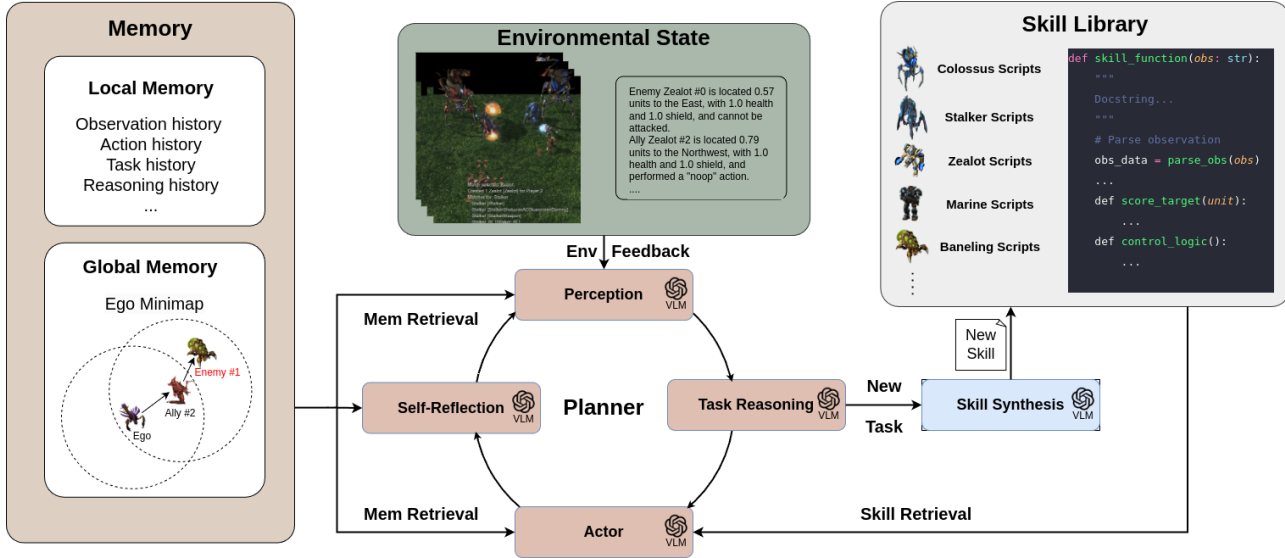 Memory
Local Memory
Observation history
Action history
Task history
Reasoning history
...
Global Memory
Ego Minimap
Enemy #1
Ally #2
Ego
Environmental State
Enemy Zealot #0 is located 0.57
units to the East, with 1.0 health
and 1.0 shield, and cannot be
attacked.
Ally Zealot #2 is located 0.79
units to the Northwest, with 1.0
health and 1.0 shield, and
performed a "noop" action.
....
Env Feedback
Perception
VLM
Mem Retrieval
Self-Reflection
VLM
Planner
Task Reasoning
VLM
New
Task
Skill Synthesis
VLM
New
Skill
Mem Retrieval
Actor
VLM
Skill Retrieval
Skill Library
Colossus Scripts
Stalker Scripts
Zealot Scripts
Marine Scripts
Baneling Scripts
def skill_function(obs: str):
"""
Docstring...
"""
# Parse observation
obs_data = parse_obs(obs)
...
def score_target(unit):
...
def control_logic():
...